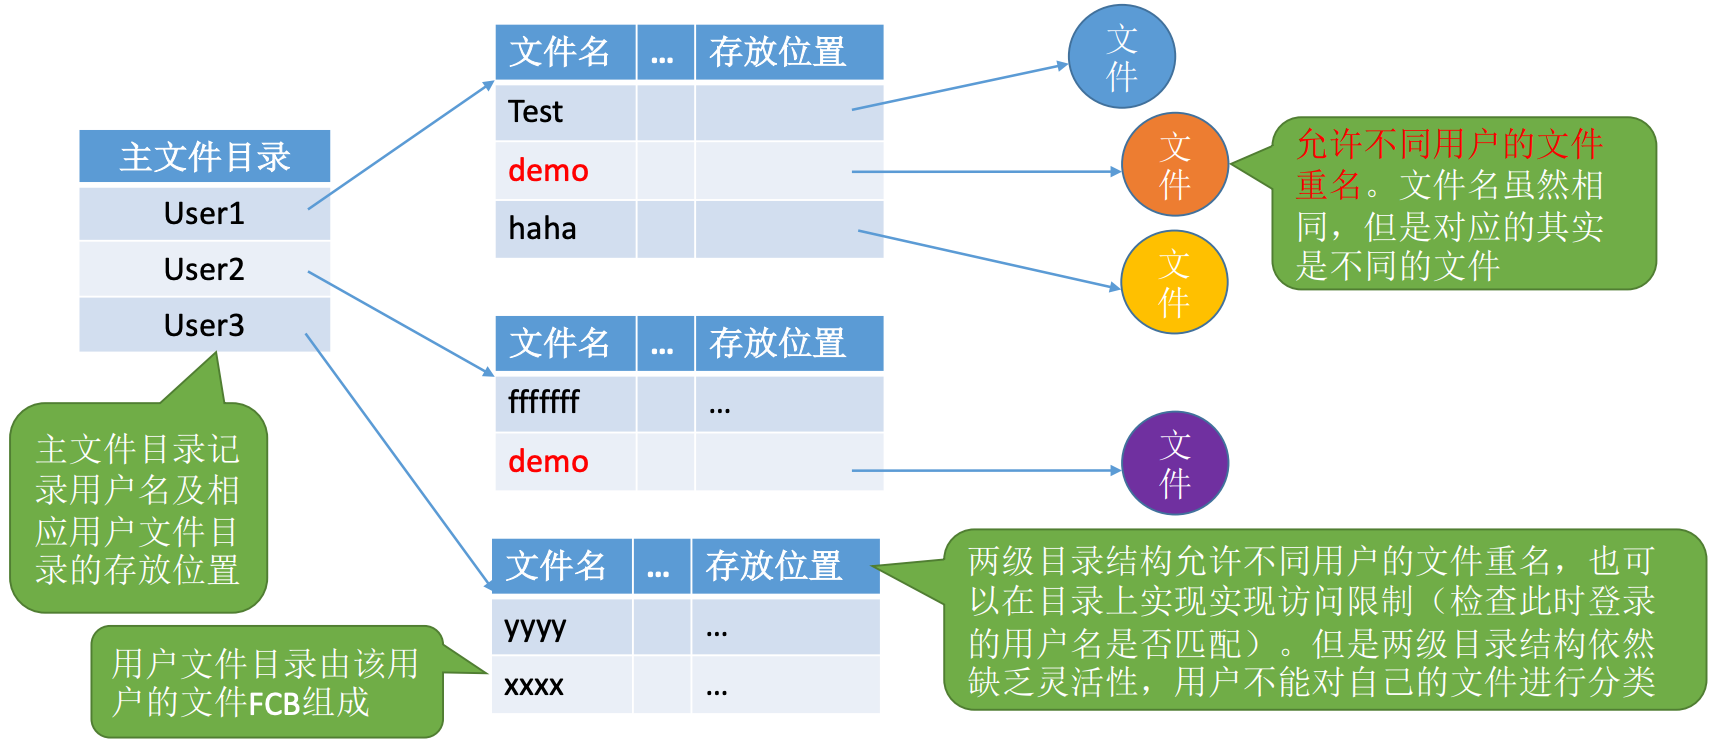 主文件目录
User1
User2
User3
主文件目录记
录用户名及相
应用户文件目
录的存放位置
文件名 ... 存放位置
Test
demo
haha
文
件
文
件
文
件
允许不同用户的文件
重名。文件名虽然相
同，但是对应的其实
是不同的文件
文件名 ... 存放位置
fffffff ...
demo
文
件
文件名 ... 存放位置
yyyy ...
xxxx ...
用户文件目录由该用
户的文件FCB组成
两级目录结构允许不同用户的文件重名，也可
以在目录上实现实现访问限制（检查此时登录
的用户名是否匹配）。但是两级目录结构依然
缺乏灵活性，用户不能对自己的文件进行分类